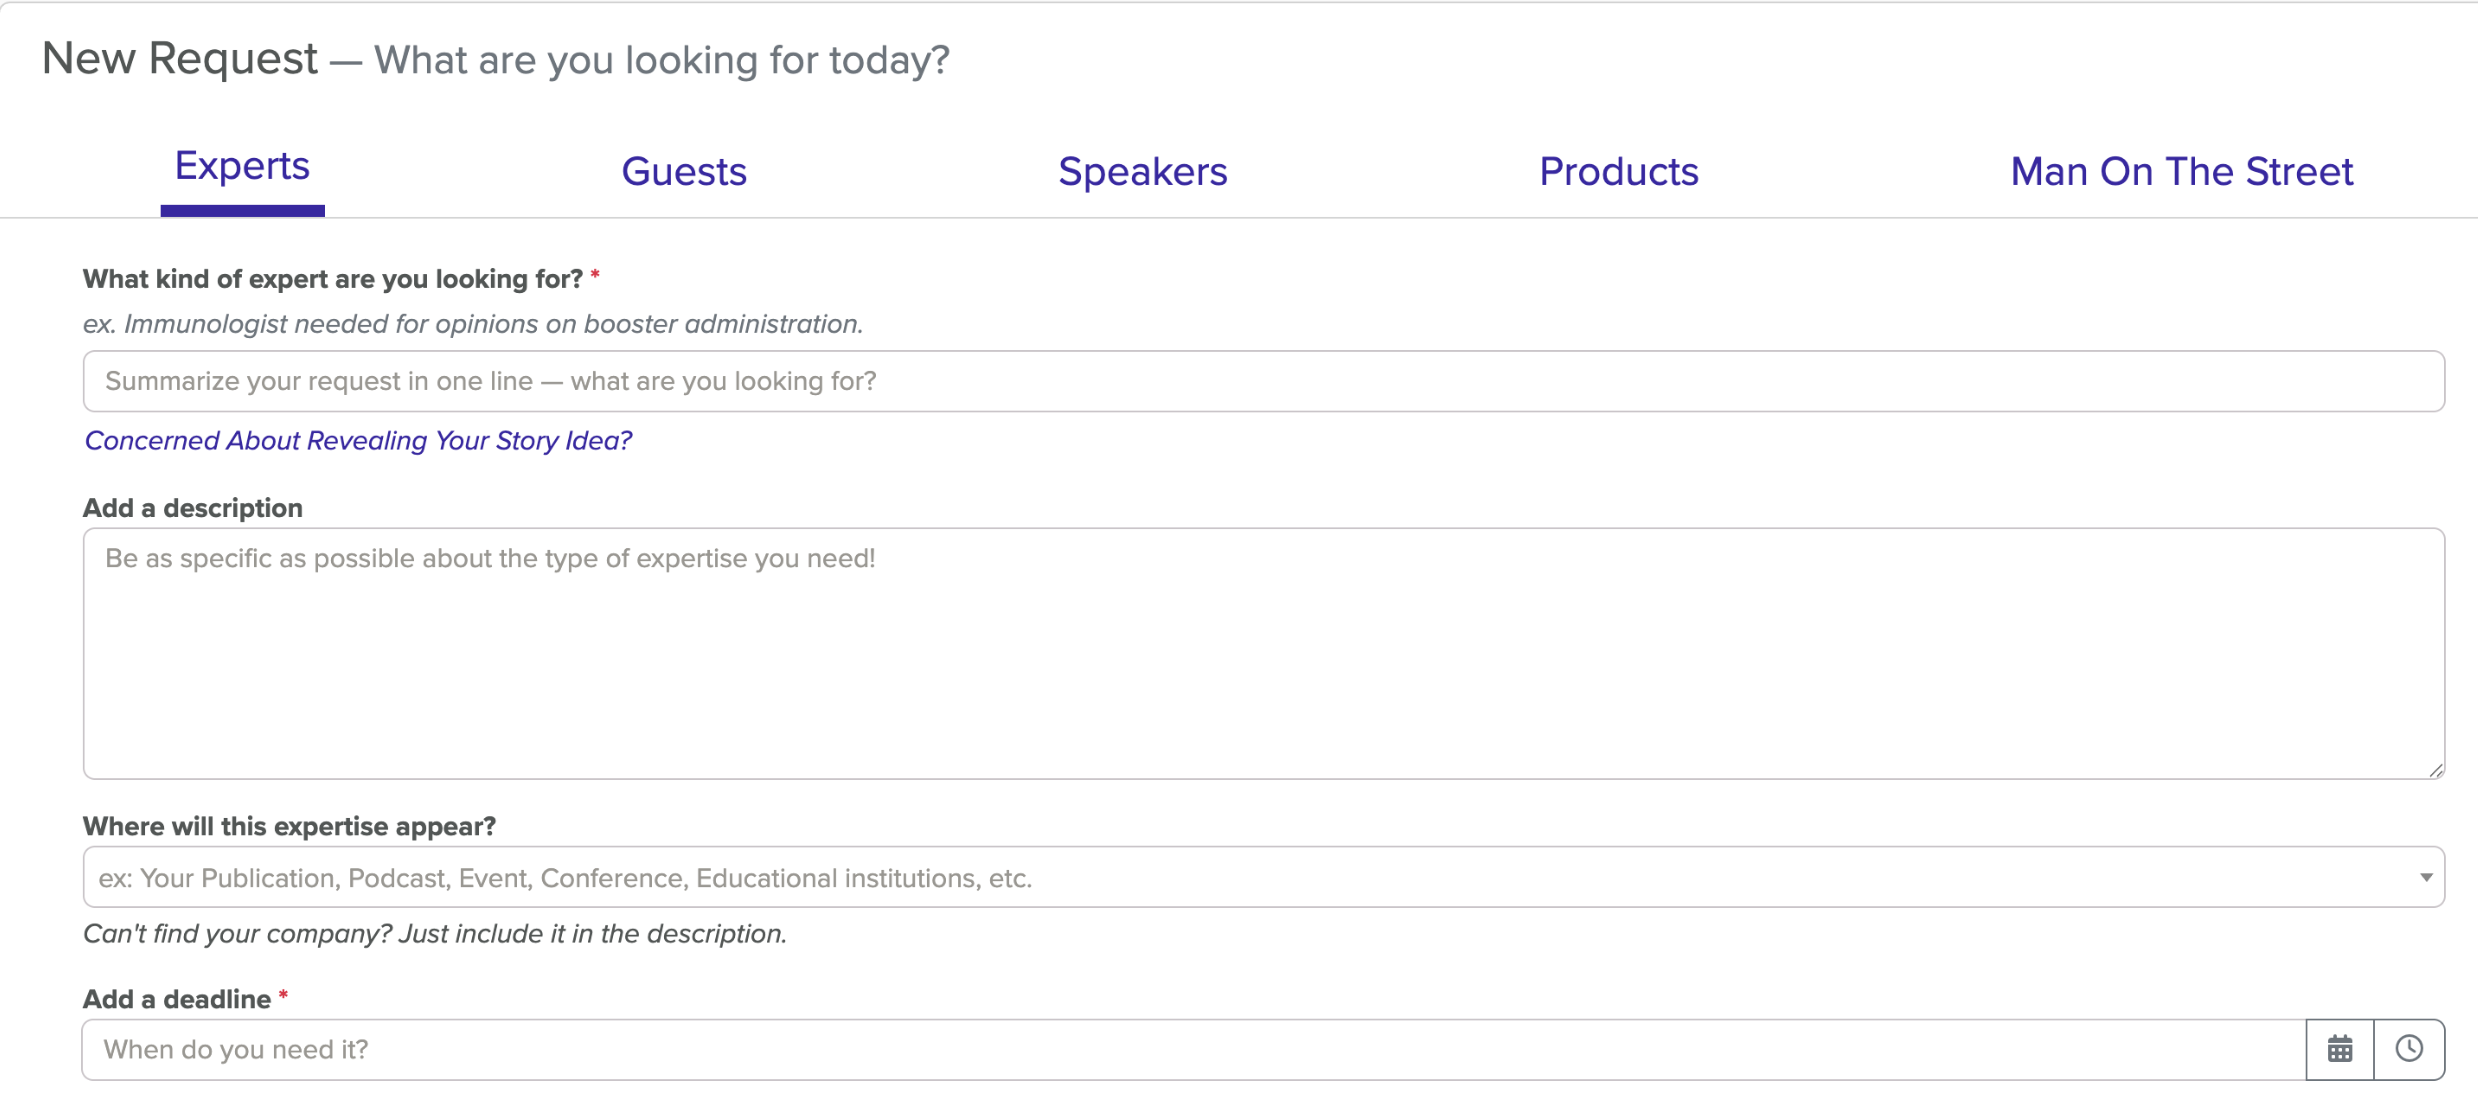 New Request — What are you looking for today?
Experts Guests Speakers Products Man On The Street
What kind of expert are you looking for? *
ex. Immunologist needed for opinions on booster administration.
Summarize your request in one line — what are you looking for?
Concerned About Revealing Your Story Idea?
Add a description
Be as specific as possible about the type of expertise you need!
Where will this expertise appear?
ex: Your Publication, Podcast, Event, Conference, Educational institutions, etc.
Can't find your company? Just include it in the description.
Add a deadline *
When do you need it?